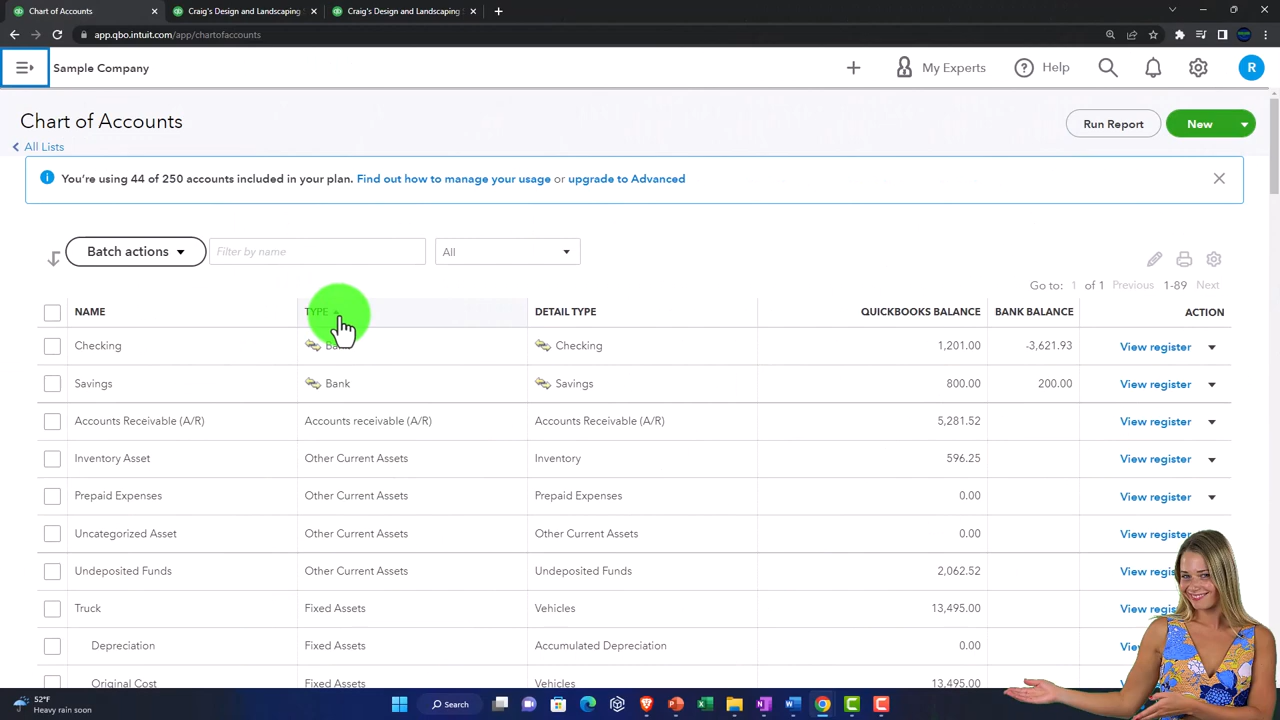 Chart of Accounts
Craig's Design and Landscaping
Craig's Design and Landscaping
app.qbo.intuit.com/app/chartofaccounts
Sample Company
My Experts
Help
R
Chart of Accounts
Run Report
New
All Lists
You're using 44 of 250 accounts included in your plan. Find out how to manage your usage or upgrade to Advanced
Batch actions
Filter by name
All
Go to: 1 of 1 Previous 1-89 Next
NAME TYPE DETAIL TYPE QUICKBOOKS BALANCE BANK BALANCE ACTION
Checking Bank Checking 1,201.00 -3,621.93 View register
Savings Bank Savings 800.00 200.00 View register
Accounts Receivable (A/R) Accounts receivable (A/R) Accounts Receivable (A/R) 5,281.52 View register
Inventory Asset Other Current Assets Inventory 596.25 View register
Prepaid Expenses Other Current Assets Prepaid Expenses 0.00 View register
Uncategorized Asset Other Current Assets Other Current Assets 0.00 View register
Undeposited Funds Other Current Assets Undeposited Funds 2,062.52 View
Truck Fixed Assets Vehicles 13,495.00 View
Depreciation Fixed Assets Accumulated Depreciation 0.00
Original Cost Fixed Assets Vehicles 13,495.00
52°F
Heavy rain soon
Search